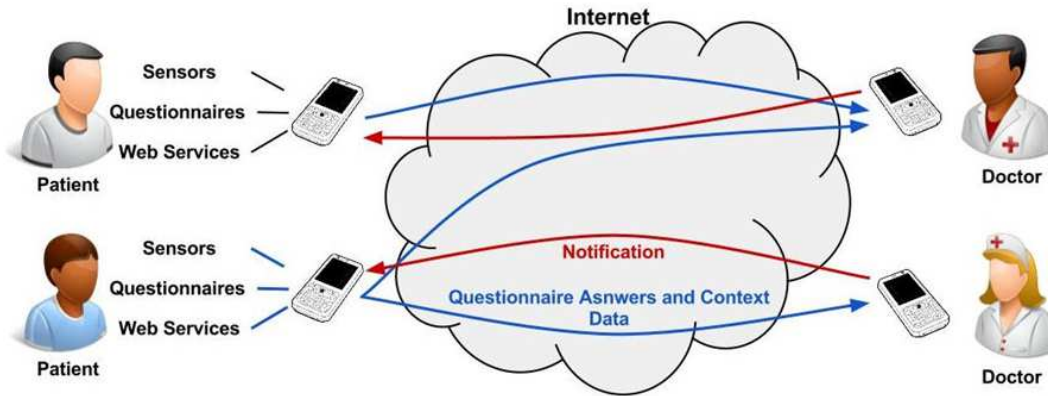 Internet
Sensors
Questionnaires
Web Services
Patient
Doctor
Sensors
Questionnaires
Web Services
Patient
Notification
Questionnaire Asnwers and Context
Data
Doctor